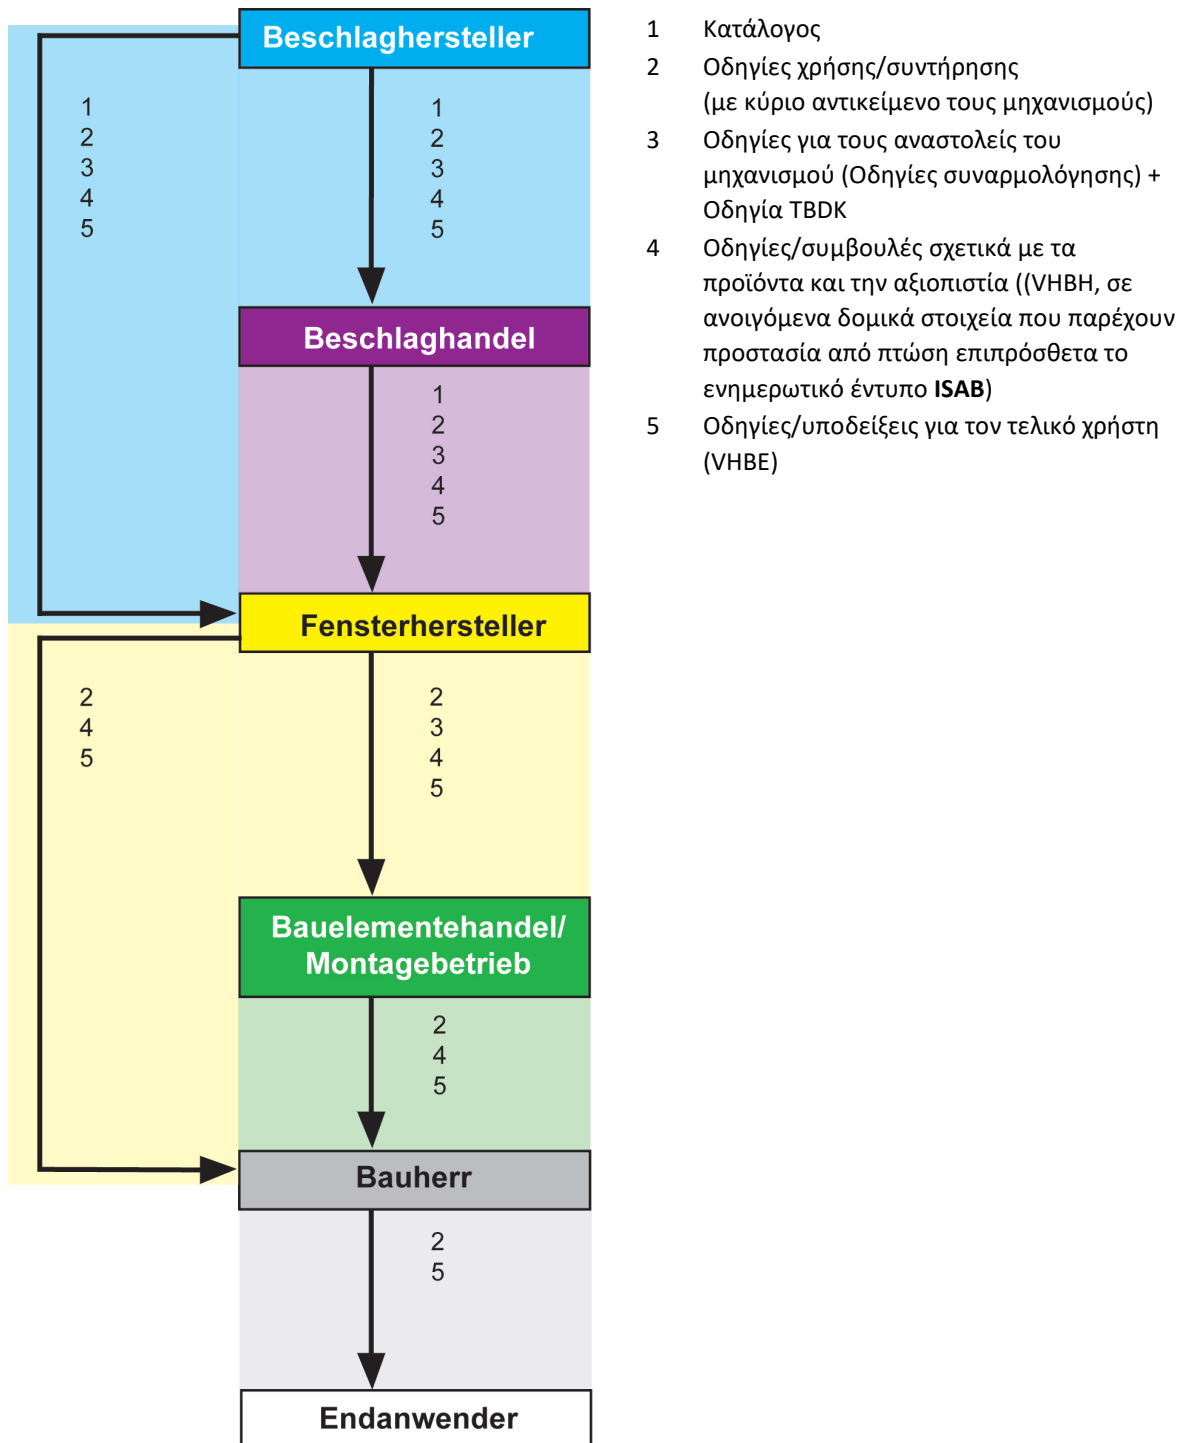 Beschlaghersteller
1
2
3
4
5
1
2
3
4
5
Beschlaghandel
1
2
3
4
5
Fensterhersteller
2
4
5
2
3
4
5
Bauelementehandel/
Montagebetrieb
2
4
5
Bauherr
2
5
Endanwender
1 Κατάλογος
2 Οδηγίες χρήσης/συντήρησης
(με κύριο αντικείμενο τους μηχανισμούς)
3 Οδηγίες για τους αναστολείς του
μηχανισμού (Οδηγίες συναρμολόγησης) +
Οδηγία TBDK
4 Οδηγίες/συμβουλές σχετικά με τα
προϊόντα και την αξιοπιστία ((VHBH, σε
ανοιγόμενα δομικά στοιχεία που παρέχουν
προστασία από πτώση επιπρόσθετα το
ενημερωτικό έντυπο ISAB)
5 Οδηγίες/υποδείξεις για τον τελικό χρήστη
(VHBE)